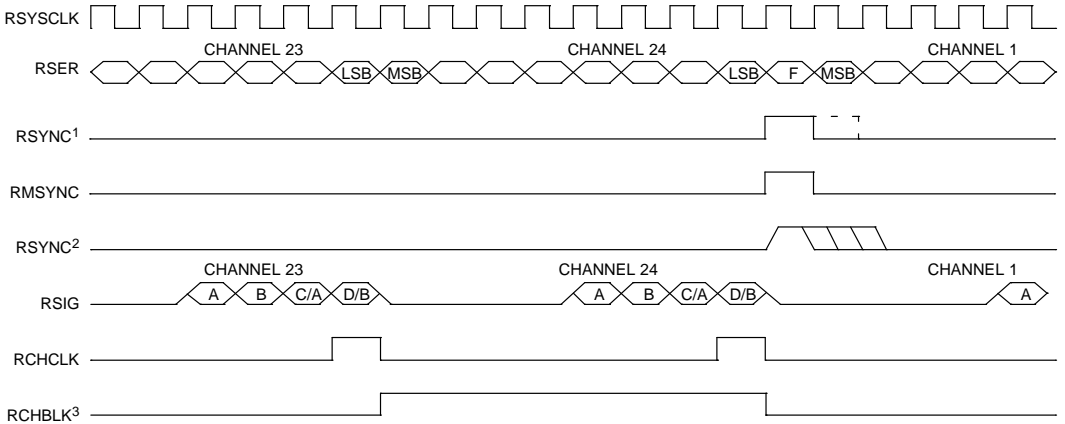 RSYSCLK
CHANNEL 23 CHANNEL 24 CHANNEL 1
RSER LSB MSB LSB F MSB
RSYNC1
RMSYNC
RSYNC2
CHANNEL 23 CHANNEL 24 CHANNEL 1
RSIG A B C/A D/B A B C/A D/B A
RCHCLK
RCHBLK3